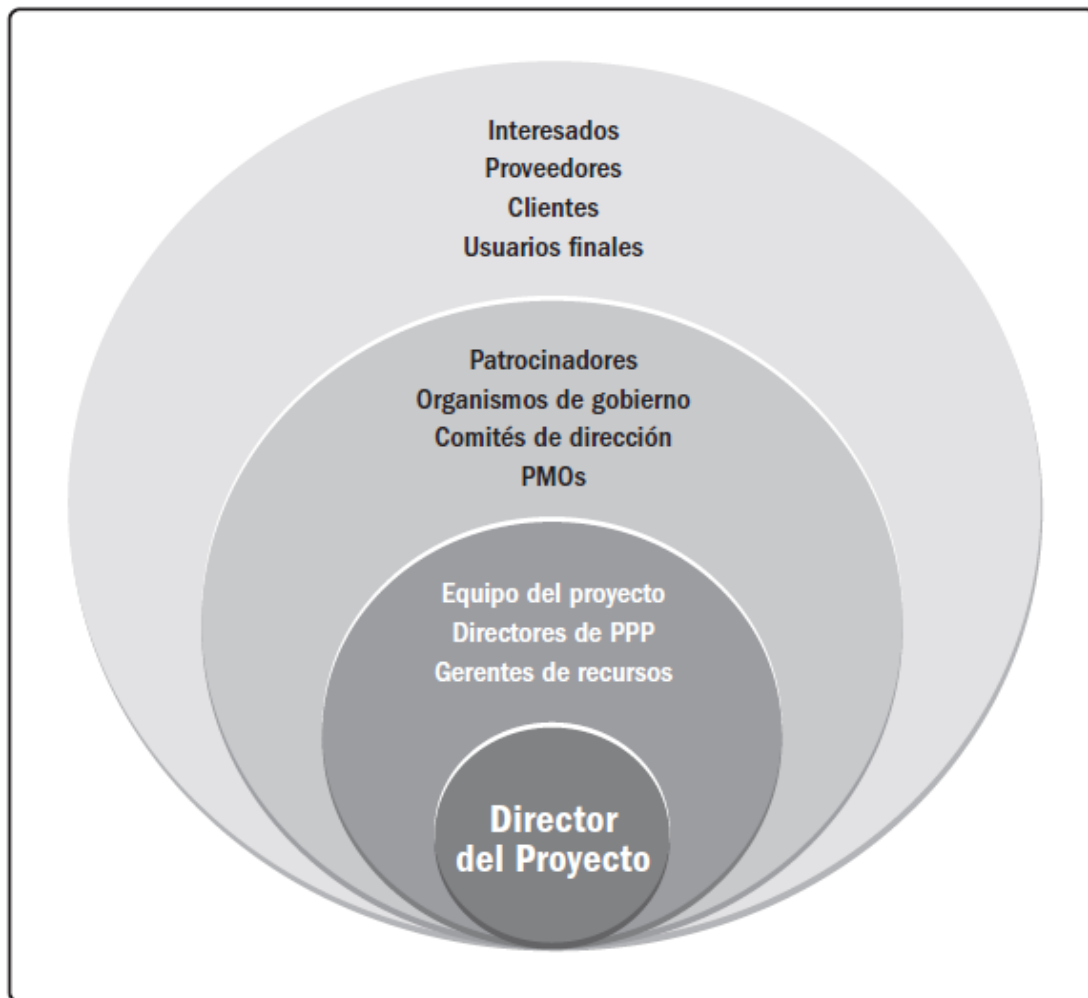 Interesados
Proveedores
Clientes
Usuarios finales
Patrocinadores
Organismos de gobierno
Comités de dirección
PMOs
Equipo del proyecto
Directores de PPP
Gerentes de recursos
Director
del Proyecto